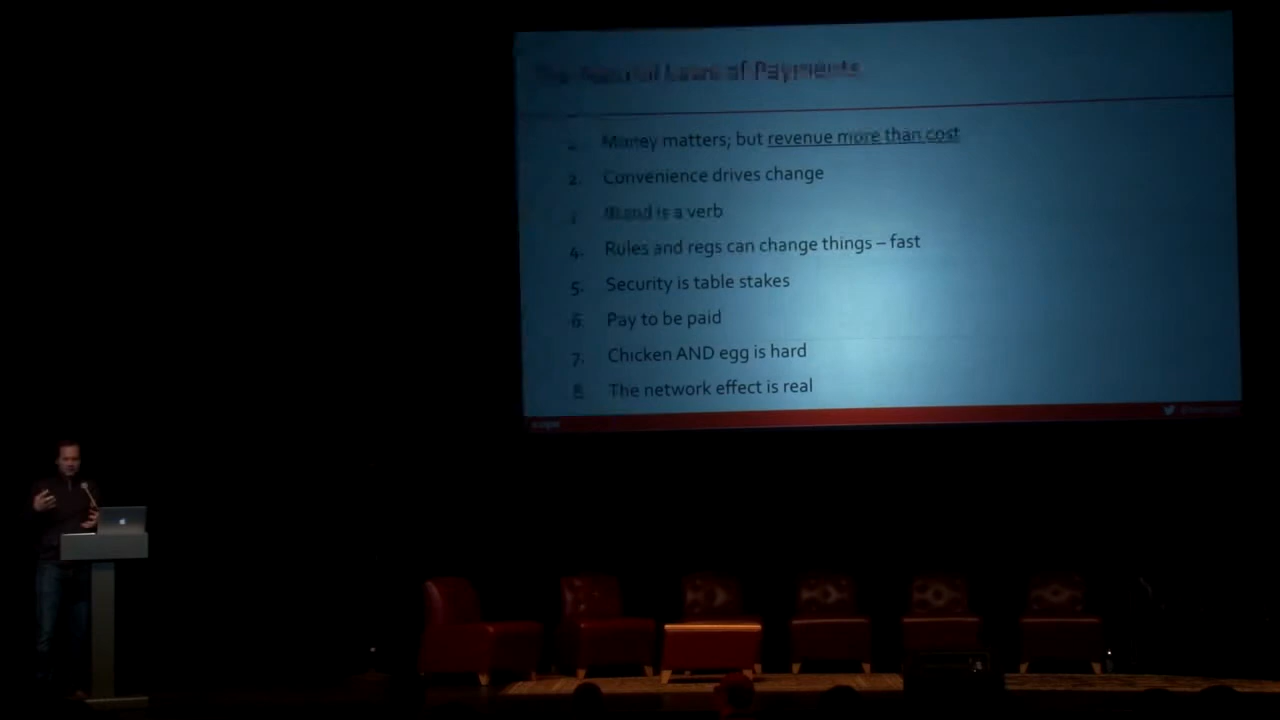 The Natural Laws of Payments
Money matters; but revenue more than cost
2. Convenience drives change
Brand is a verb
4. Rules and regs can change things – fast
5. Security is table stakes
6. Pay to be paid
7. Chicken AND egg is hard
8. The network effect is real